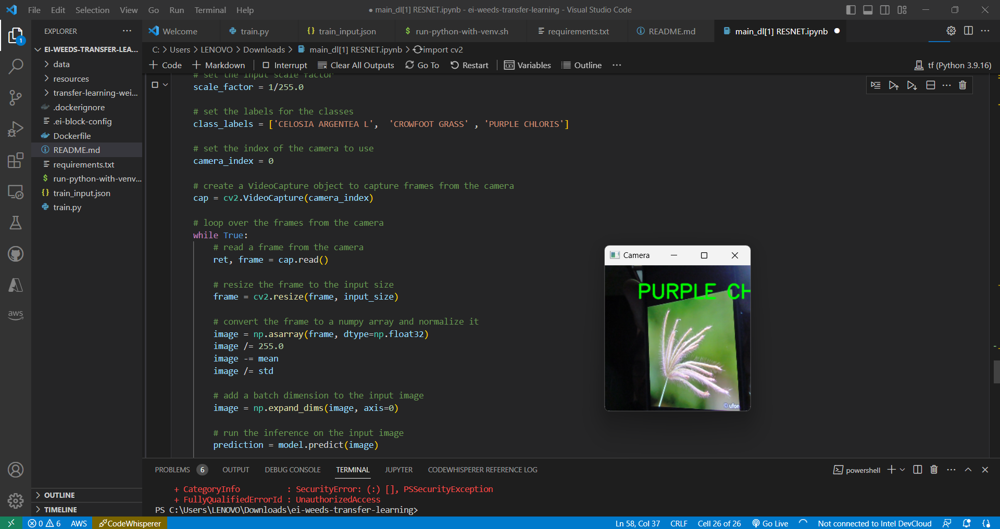 File Edit Selection View Go Run Terminal Help
● main_dl[1] RESNET.ipynb - ei-weeds-transfer-learning - Visual Studio Code
1
EXPLORER ···
EI-WEEDS-TRANSFER-LEA...
data
resources
transfer-learning-wei...
.dockerignore
.ei-block-config
Dockerfile
README.md
requirements.txt
run-python-with-venv...
train_input.json
train.py
OUTLINE
TIMELINE
aws
Welcome train.py train_input.json run-python-with-venv.sh requirements.txt README.md main_dl[1] RESNET.ipynb ●
C: > Users > LENOVO > Downloads > main_dl[1] RESNET.ipynb > import cv2
+ Code + Markdown Interrupt Clear All Outputs Go To Restart Variables Outline ···
tf (Python 3.9.16)
# set the input scale factor
scale_factor = 1/255.0
# set the labels for the classes
class_labels = ['CELOSIA ARGENTEA L',  'CROWFOOT GRASS' , 'PURPLE CHLORIS']
# set the index of the camera to use
camera_index = 0
# create a VideoCapture object to capture frames from the camera
cap = cv2.VideoCapture(camera_index)
# loop over the frames from the camera
while True:
    # read a frame from the camera
    ret, frame = cap.read()
    # resize the frame to the input size
    frame = cv2.resize(frame, input_size)
    # convert the frame to a numpy array and normalize it
    image = np.asarray(frame, dtype=np.float32)
    image /= 255.0
    image -= mean
    image /= std
    # add a batch dimension to the input image
    image = np.expand_dims(image, axis=0)
    # run the inference on the input image
    prediction = model.predict(image)
Camera
PURPLE CH
ufor
PROBLEMS 6 OUTPUT DEBUG CONSOLE TERMINAL JUPYTER CODEWHISPERER REFERENCE LOG
powershell
+ CategoryInfo          : SecurityError: (:) [], PSSecurityException
+ FullyQualifiedErrorId : UnauthorizedAccess
PS C:\Users\LENOVO\Downloads\ei-weeds-transfer-learning>
0 6 AWS CodeWhisperer
Ln 58, Col 37 CRLF Cell 26 of 26 Go Live Not connected to Intel DevCloud